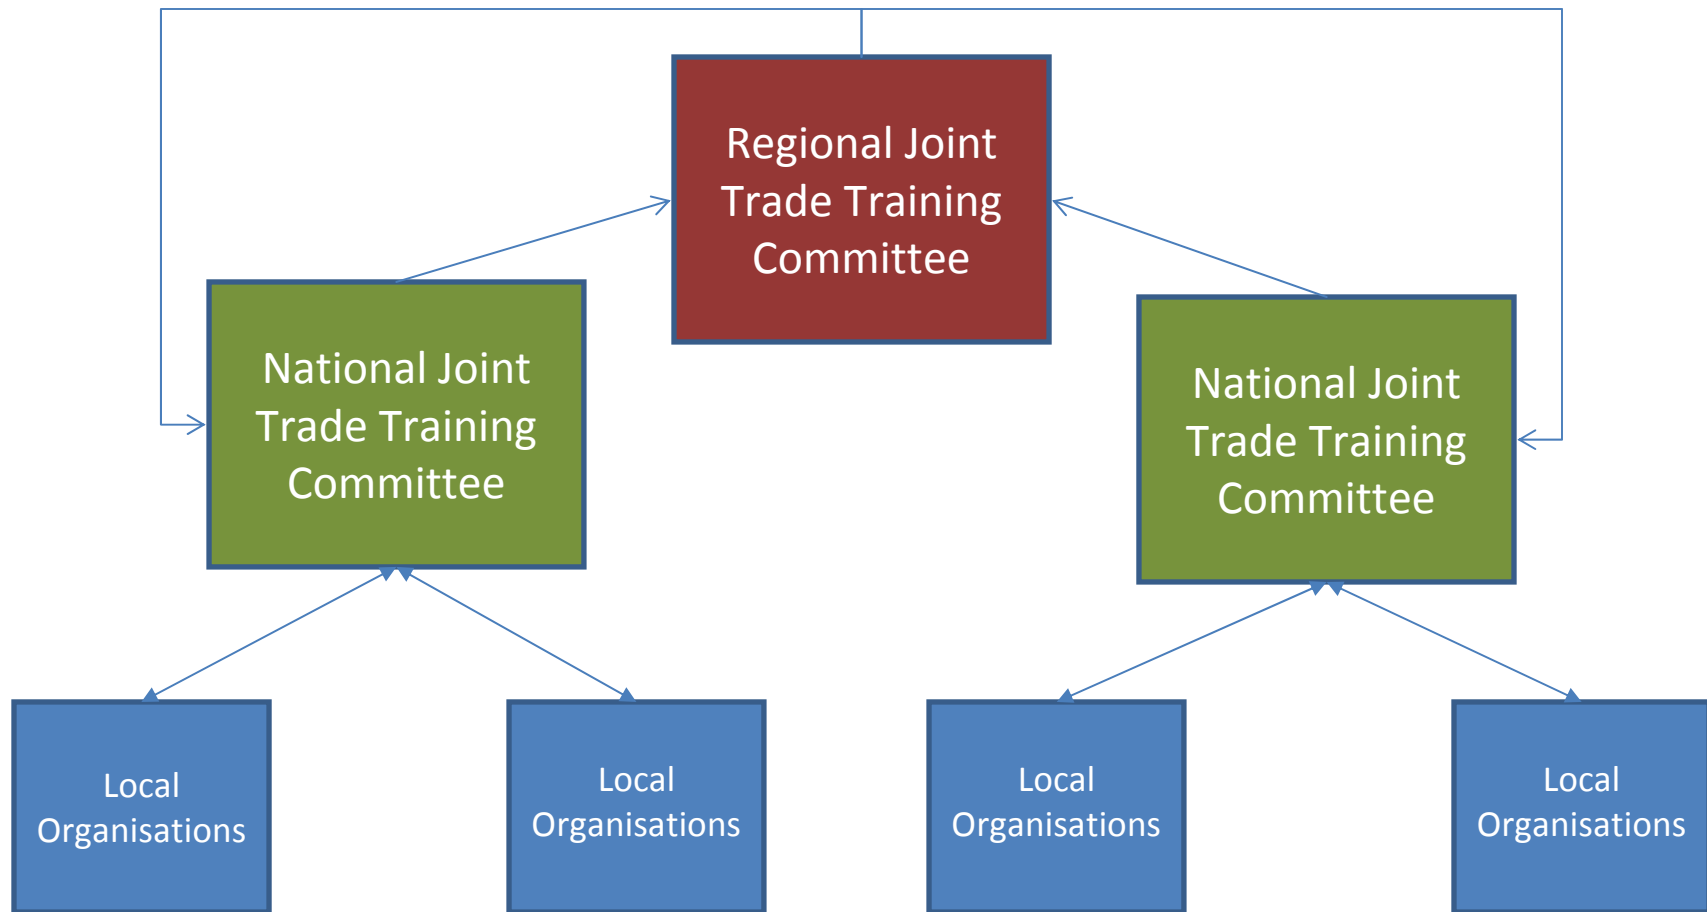 Regional Joint
Trade Training
Committee
National Joint
Trade Training
Committee
National Joint
Trade Training
Committee
Local
Organisations
Local
Organisations
Local
Organisations
Local
Organisations